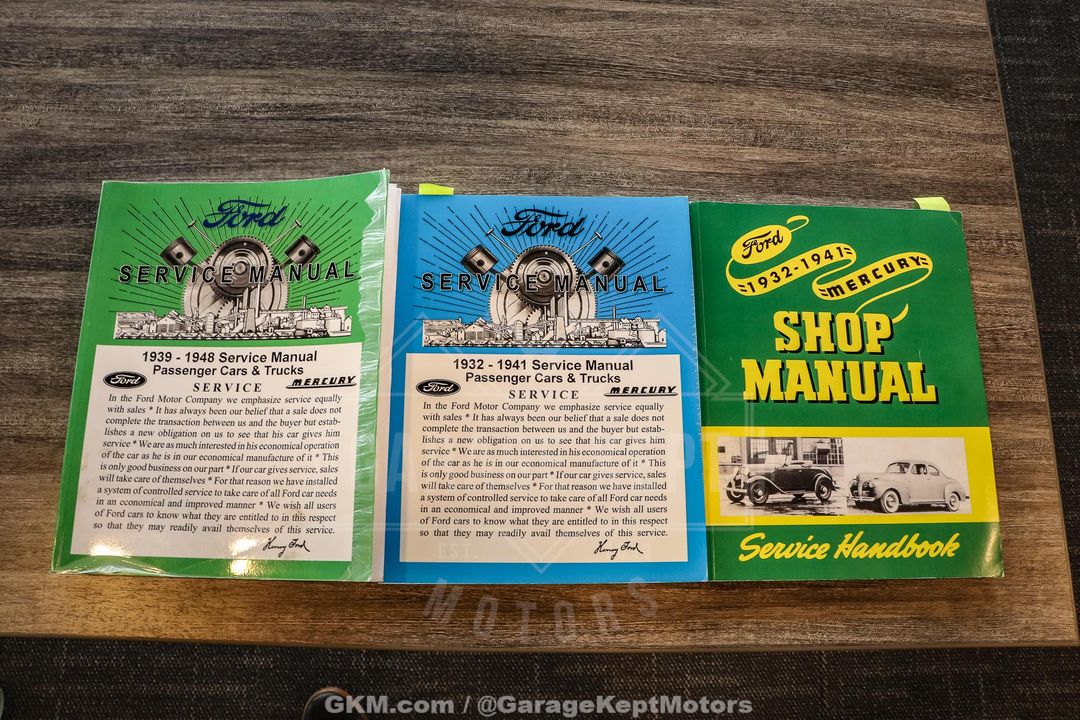 Ford
SERVICE MANUAL
1939 - 1948 Service Manual
Passenger Cars & Trucks
Ford
SERVICE
MERCURY
In the Ford Motor Company we emphasize service equally
with sales * It has always been our belief that a sale does not
complete the transaction between us and the buyer but estab-
lishes a new obligation on us to see that his car gives him
service * We are as much interested in his economical operation
of the car as he is in our economical manufacture of it * This
is only good business on our part * If our car gives service, sales
will take care of themselves * For that reason we have installed
a system of controlled service to take care of all Ford car needs
in an economical and improved manner * We wish all users
of Ford cars to know what they are entitled to in this respect
so that they may readily avail themselves of this service.
Henry Ford
Ford
SERVICE MANUAL
1932 - 1941 Service Manual
Passenger Cars & Trucks
Ford
SERVICE
MERCURY
In the Ford Motor Company we emphasize service equally
with sales * It has always been our belief that a sale does not
complete the transaction between us and the buyer but estab-
lishes a new obligation on us to see that his car gives him
service * We are as much interested in his economical operation
of the car as he is in our economical manufacture of it * This
is only good business on our part * If our car gives service, sales
will take care of themselves * For that reason we have installed
a system of controlled service to take care of all Ford car needs
in an economical and improved manner * We wish all users
of Ford cars to know what they are entitled to in this respect
so that they may readily avail themselves of this service.
Henry Ford
Ford
1932-1941
MERCURY
SHOP
MANUAL
Service Handbook
EST.
MOTORS
GKM.com / @GarageKeptMotors